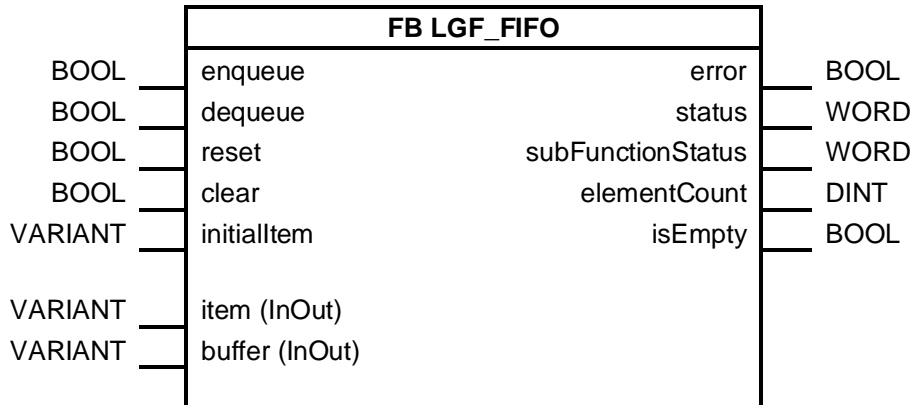 FB LGF_FIFO
BOOL enqueue error BOOL
BOOL dequeue status WORD
BOOL reset subFunctionStatus WORD
BOOL clear elementCount DINT
VARIANT initialItem isEmpty BOOL
VARIANT item (InOut)
VARIANT buffer (InOut)